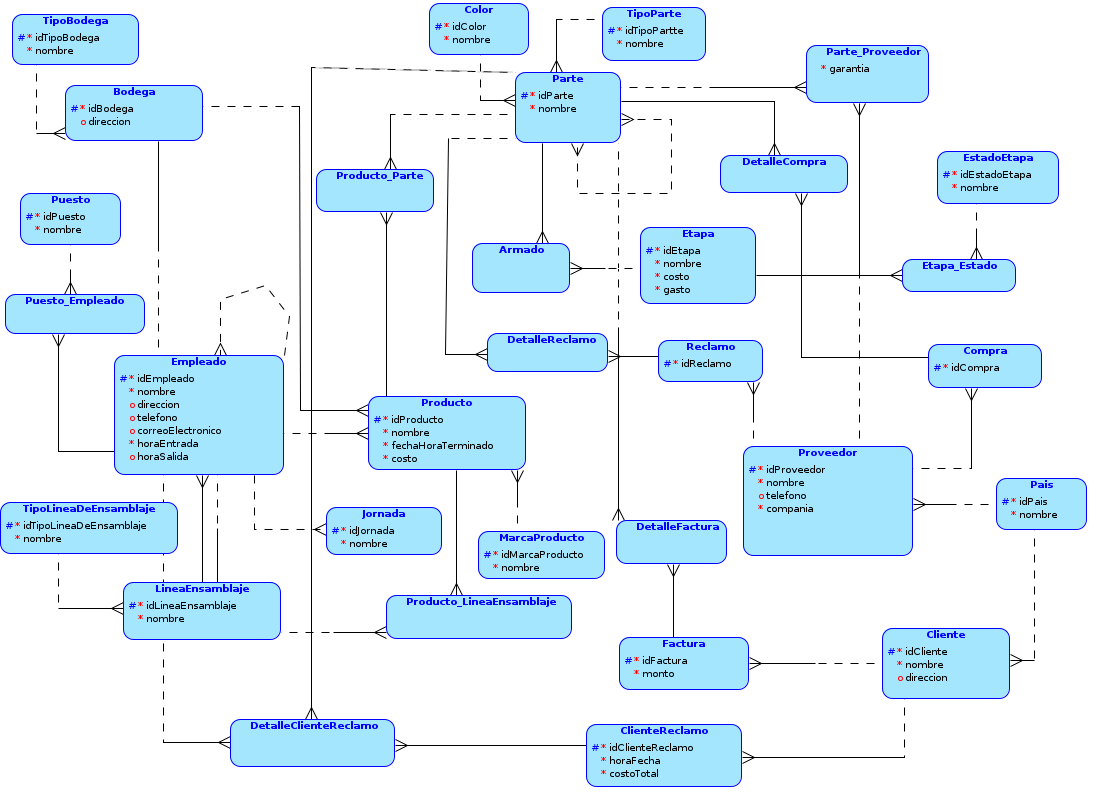 TipoBodega
#* idTipoBodega
* nombre
Color
#* idColor
* nombre
TipoParte
#* idTipoPartte
* nombre
Parte_Proveedor
* garantia
Bodega
#* idBodega
o direccion
Parte
#* idParte
* nombre
Producto_Parte
DetalleCompra
EstadoEtapa
#* idEstadoEtapa
* nombre
Puesto
#* idPuesto
* nombre
Armado
Etapa
#* idEtapa
* nombre
* costo
* gasto
Etapa_Estado
Puesto_Empleado
Empleado
#* idEmpleado
* nombre
o direccion
o telefono
o correoElectronico
* horaEntrada
o horaSalida
DetalleReclamo
Reclamo
#* idReclamo
Compra
#* idCompra
Producto
#* idProducto
* nombre
* fechaHoraTerminado
* costo
Proveedor
#* idProveedor
* nombre
o telefono
* compania
Pais
#* idPais
* nombre
TipoLineaDeEnsamblaje
#* idTipoLineaDeEnsamblaje
* nombre
Jornada
#* idJornada
* nombre
MarcaProducto
#* idMarcaProducto
* nombre
DetalleFactura
LineaEnsamblaje
#* idLineaEnsamblaje
* nombre
Producto_LineaEnsamblaje
Factura
#* idFactura
* monto
Cliente
#* idCliente
* nombre
o direccion
DetalleClienteReclamo
ClienteReclamo
#* idClienteReclamo
* horaFecha
* costoTotal